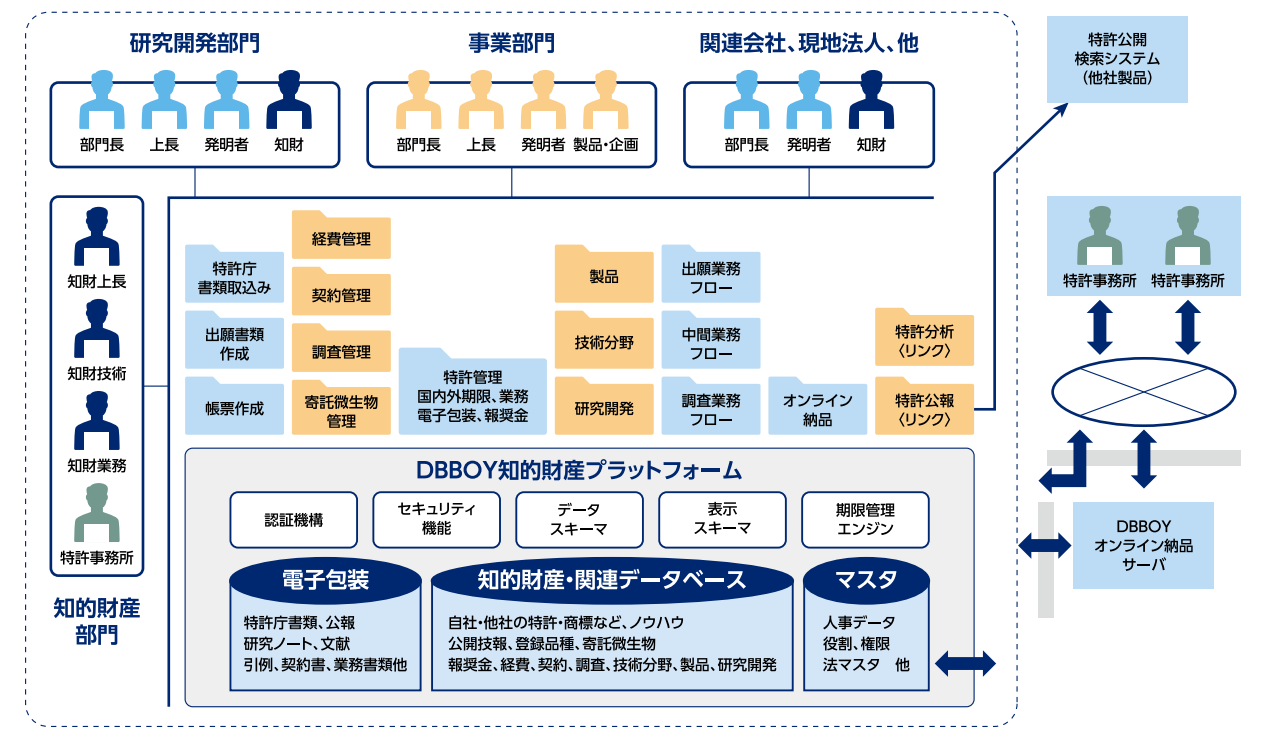 研究開発部門
部門長
上長
発明者
知財
事業部門
部門長
上長
発明者
製品・企画
関連会社、現地法人、他
部門長
発明者
知財
特許公開
検索システム
（他社製品）
知財上長
知財技術
知財業務
特許事務所
知的財産
部門
特許庁
書類取込み
出願書類
作成
帳票作成
経費管理
契約管理
調査管理
寄託微生物
管理
特許管理
国内外期限、業務
電子包装、報奨金
製品
技術分野
研究開発
出願業務
フロー
中間業務
フロー
調査業務
フロー
オンライン
納品
特許分析
〈リンク〉
特許公報
〈リンク〉
特許事務所
特許事務所
DBBOY
オンライン納品
サーバ
DBBOY知的財産プラットフォーム
認証機構
セキュリティ
機能
データ
スキーマ
表示
スキーマ
期限管理
エンジン
電子包装
特許庁書類、公報
研究ノート、文献
引例、契約書、業務書類他
知的財産・関連データベース
自社・他社の特許・商標など、ノウハウ
公開技報、登録品種、寄託微生物
報奨金、経費、契約、調査、技術分野、製品、研究開発
マスタ
人事データ
役割、権限
法マスタ　他